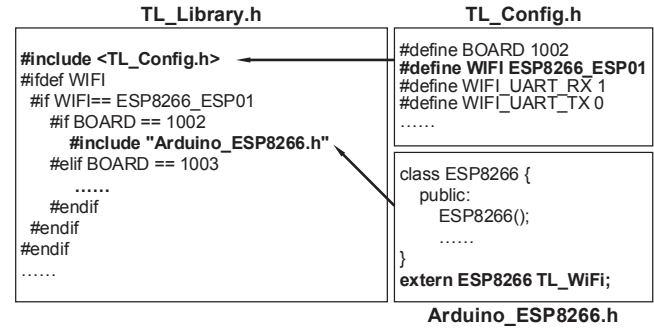 TL_Library.h
#include <TL_Config.h>
#ifdef WIFI
#if WIFI== ESP8266_ESP01
#if BOARD == 1002
#include "Arduino_ESP8266.h"
#elif BOARD == 1003
……
#endif
#endif
#endif
……
TL_Config.h
#define BOARD 1002
#define WIFI ESP8266_ESP01
#define WIFI_UART_RX 1
#define WIFI_UART_TX 0
……
class ESP8266 {
public:
ESP8266();
……
}
extern ESP8266 TL_WiFi;
Arduino_ESP8266.h